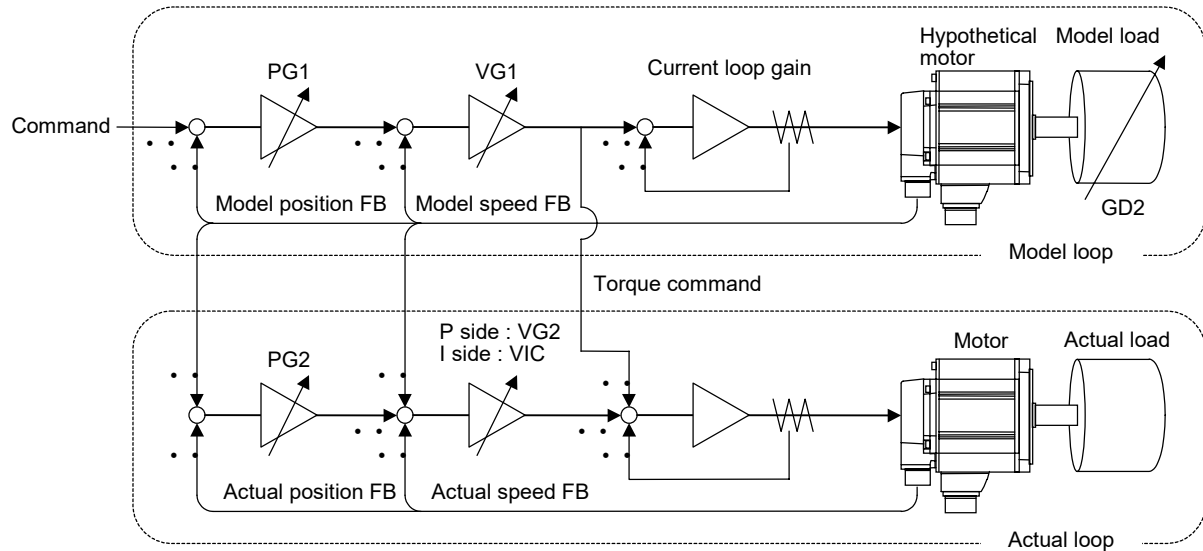 Hypothetical
motor
Model load
PG1
VG1
Current loop gain
Command
Model position FB
Model speed FB
GD2
Model loop
Torque command
P side : VG2
I side : VIC
PG2
Motor
Actual load
Actual position FB
Actual speed FB
Actual loop